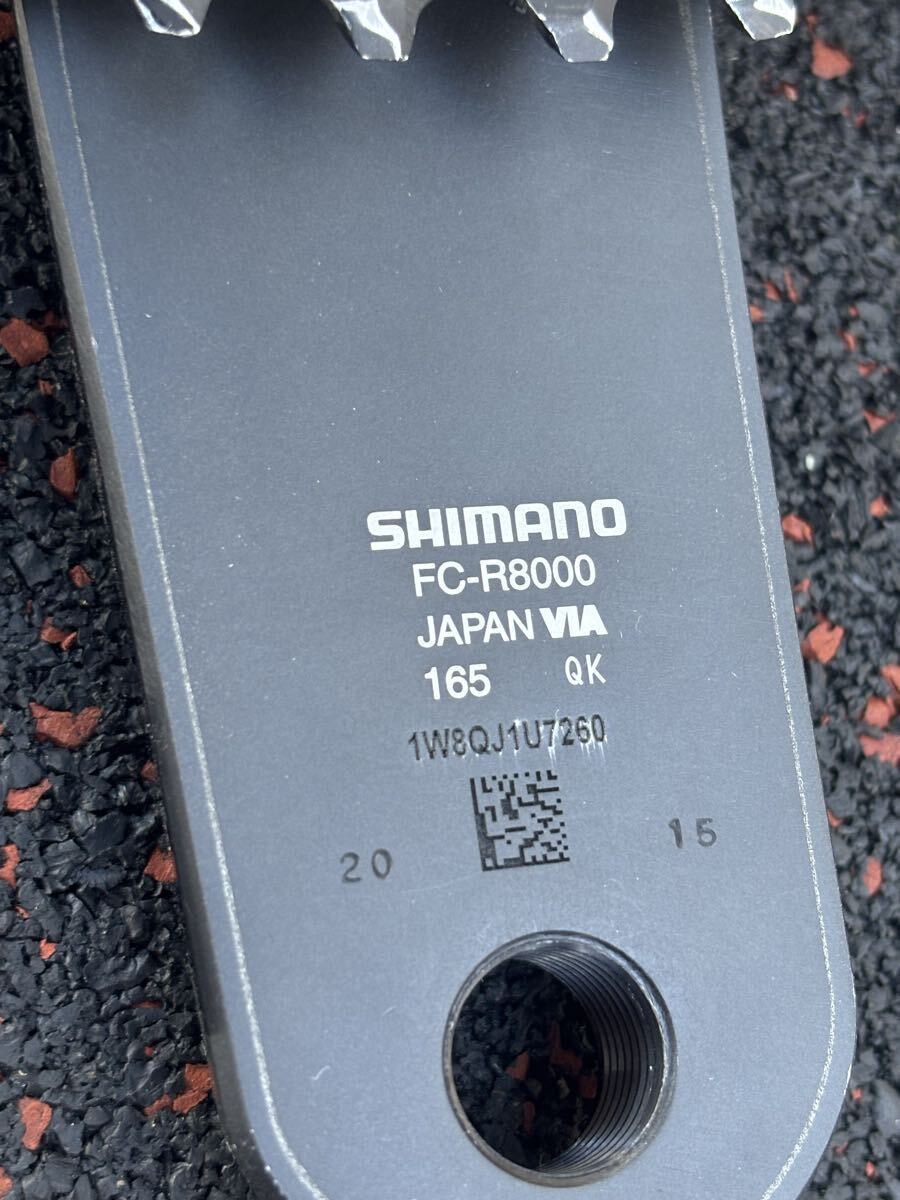 SHIMANO
FC-R8000
JAPAN VIA
165 QK
1W8QJ1U7260
20 15